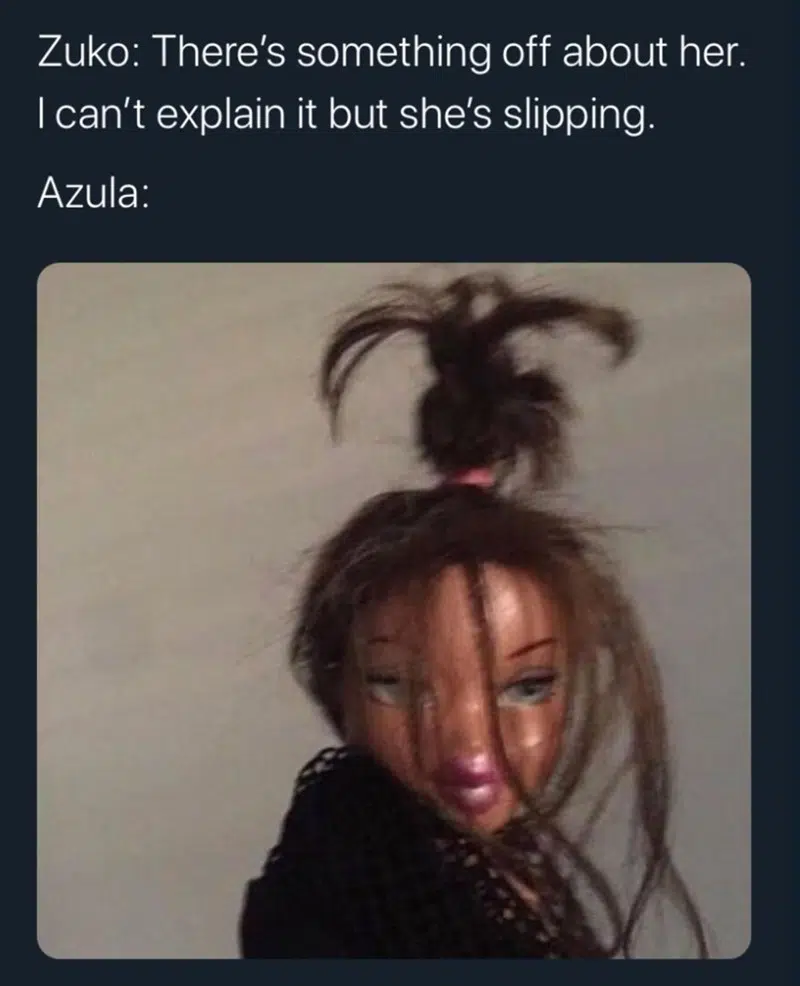 Zuko: There’s something off about her.
I can’t explain it but she’s slipping.
Azula: